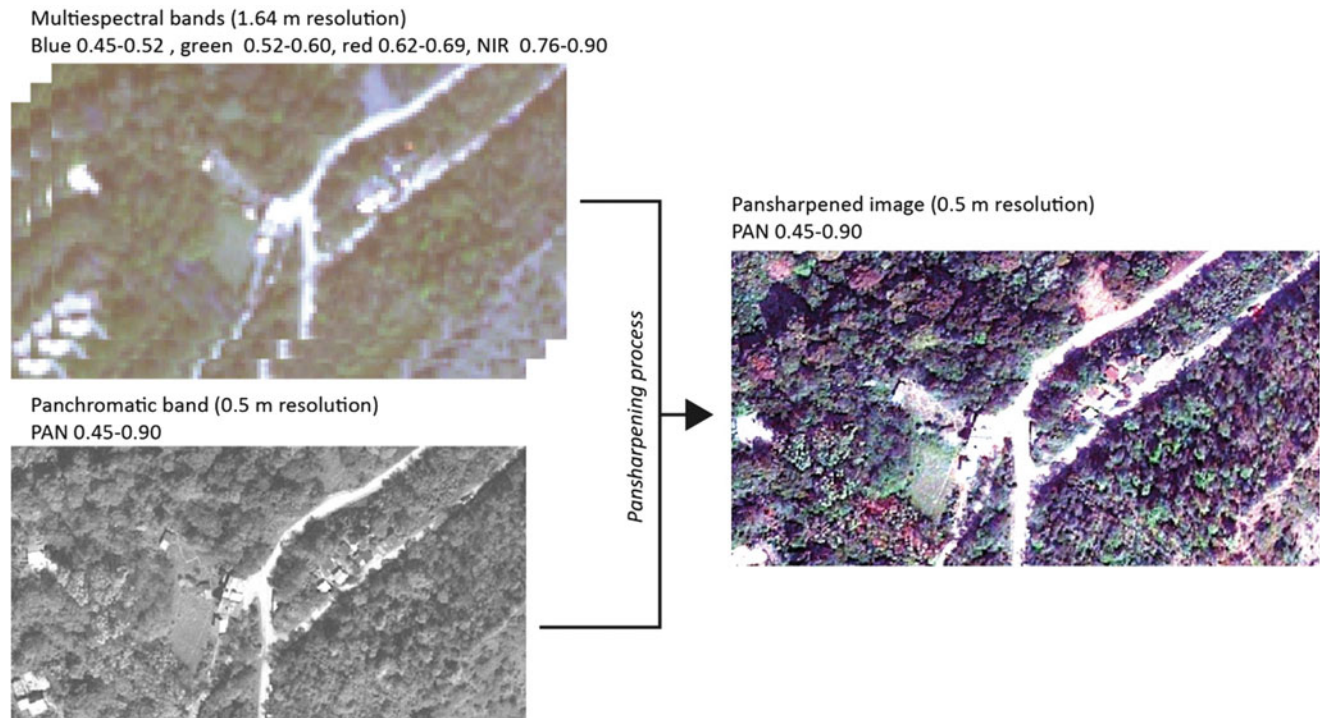 Multiespectral bands (1.64 m resolution)
Blue 0.45-0.52 , green  0.52-0.60, red 0.62-0.69, NIR  0.76-0.90
Panchromatic band (0.5 m resolution)
PAN 0.45-0.90
Pansharpening process
Pansharpened image (0.5 m resolution)
PAN 0.45-0.90